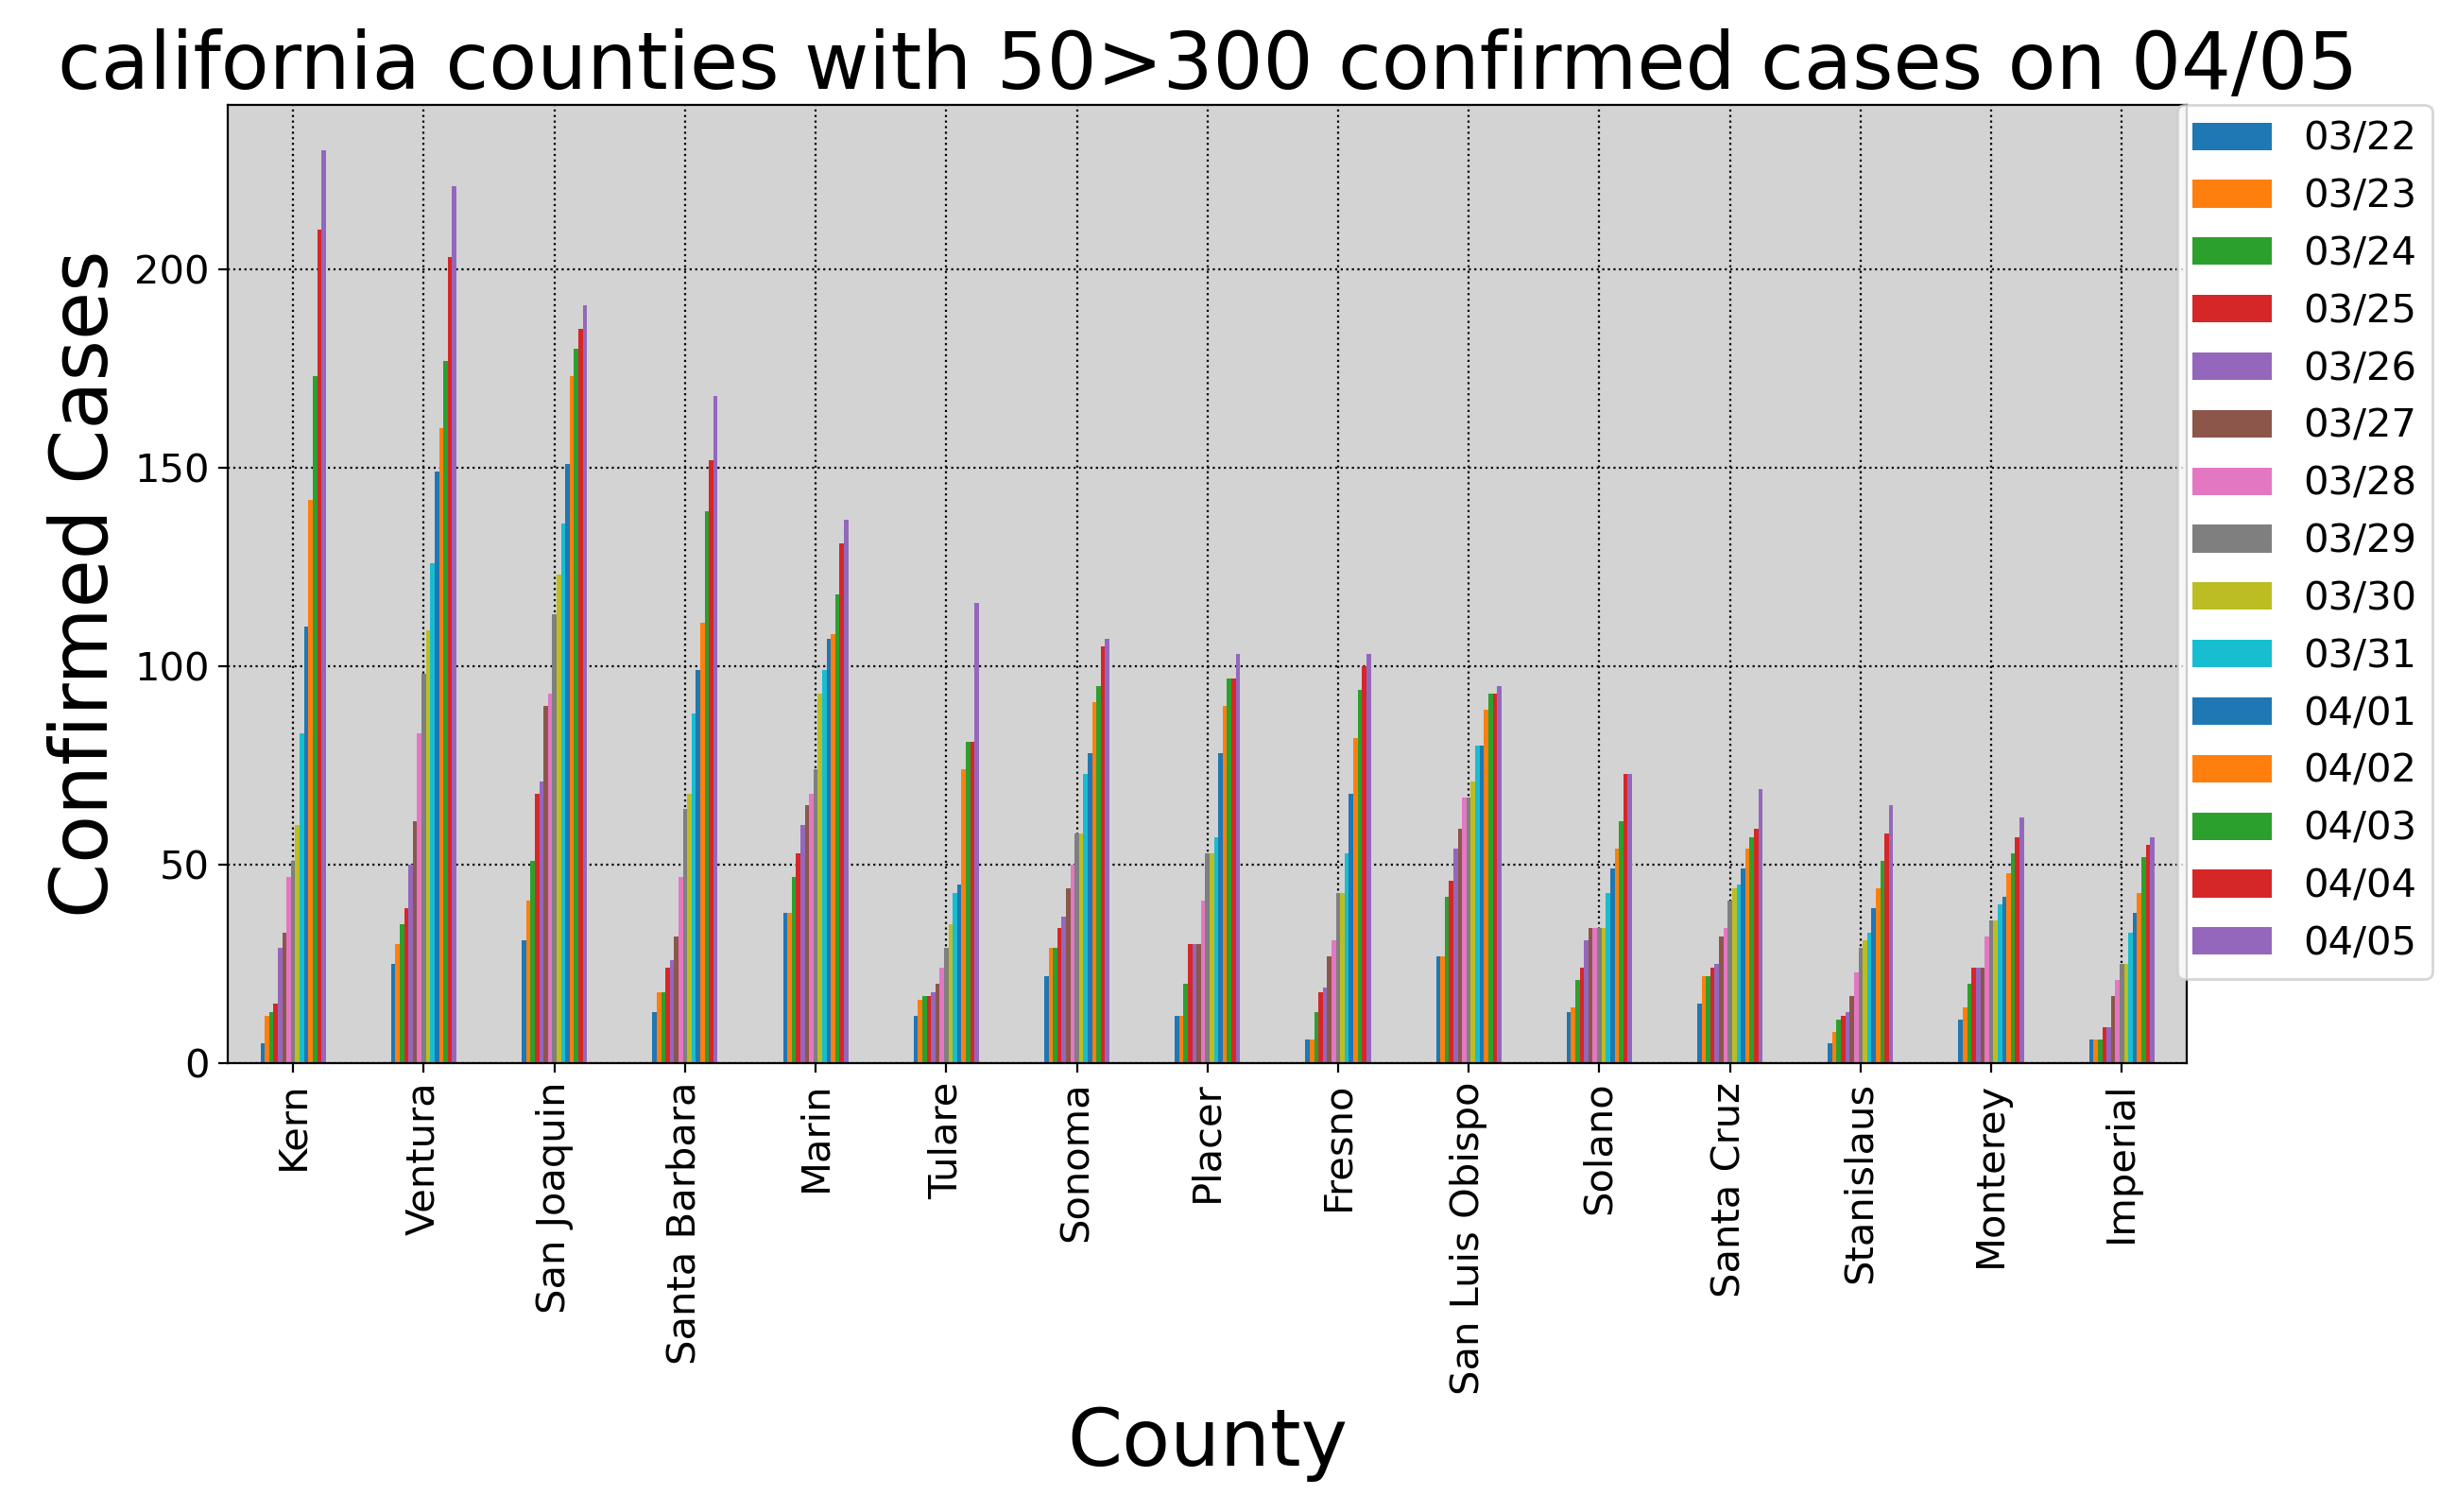 california counties with 50>300 confirmed cases on 04/05
Confirmed Cases
200
150
100
50
0
03/22
03/23
03/24
03/25
03/26
03/27
03/28
03/29
03/30
03/31
04/01
04/02
04/03
04/04
04/05
Kern
Ventura
San Joaquin
Santa Barbara
Marin
Tulare
Sonoma
Placer
Fresno
San Luis Obispo
Solano
Santa Cruz
Stanislaus
Monterey
Imperial
County